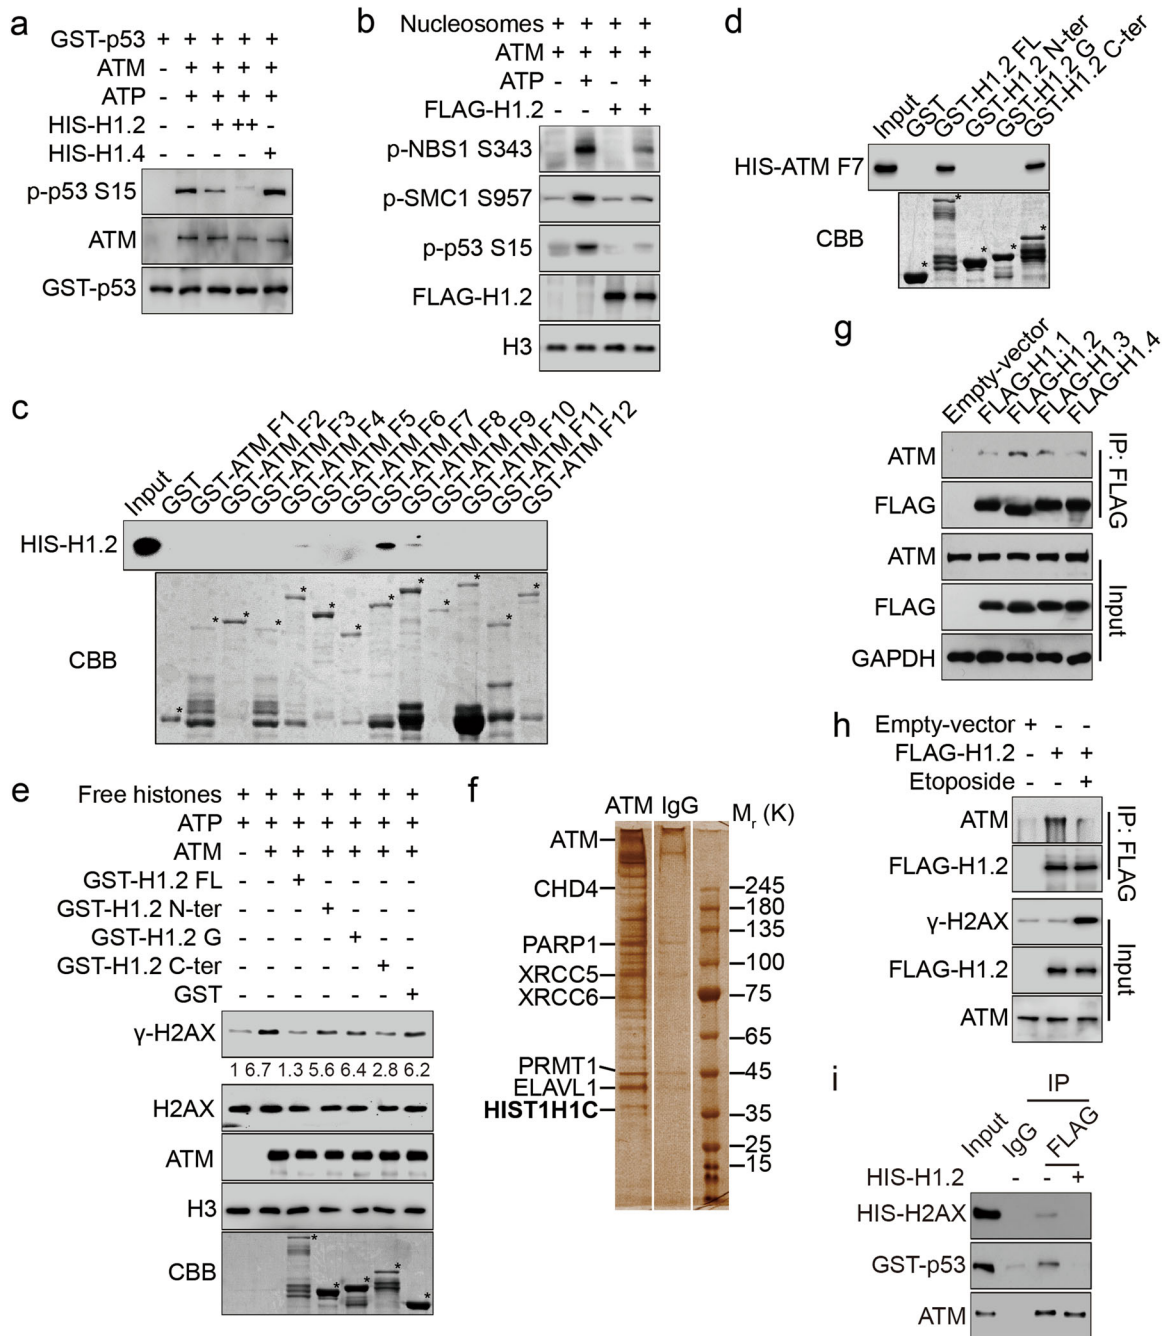 a
GST-p53 + + + + +
ATM - + + + +
ATP - + + + +
HIS-H1.2 - - + ++ -
HIS-H1.4 - - - - +
p-p53 S15
ATM
GST-p53
b
Nucleosomes + + + +
ATM + + + +
ATP - + - +
FLAG-H1.2 - - + +
p-NBS1 S343
p-SMC1 S957
p-p53 S15
FLAG-H1.2
H3
c
Input
GST
GST-ATM F1
GST-ATM F2
GST-ATM F3
GST-ATM F4
GST-ATM F5
GST-ATM F6
GST-ATM F7
GST-ATM F8
GST-ATM F9
GST-ATM F10
GST-ATM F11
GST-ATM F12
HIS-H1.2
CBB
d
Input
GST
GST-H1.2 FL
GST-H1.2 N-ter
GST-H1.2 G
GST-H1.2 C-ter
HIS-ATM F7
CBB
e
Free histones + + + + + + +
ATP + + + + + + +
ATM - + + + + + +
GST-H1.2 FL - - + - - - -
GST-H1.2 N-ter - - - + - - -
GST-H1.2 G - - - - + - -
GST-H1.2 C-ter - - - - - + -
GST - - - - - - +
γ-H2AX
1 6.7 1.3 5.6 6.4 2.8 6.2
H2AX
ATM
H3
CBB
f
ATM IgG Mr (K)
ATM
CHD4
PARP1
XRCC5
XRCC6
PRMT1
ELAVL1
HIST1H1C
245
180
135
100
75
65
45
35
25
15
g
Empty-vector
FLAG-H1.1
FLAG-H1.2
FLAG-H1.3
FLAG-H1.4
ATM
FLAG
IP: FLAG
ATM
FLAG
GAPDH
Input
h
Empty-vector + - -
FLAG-H1.2 - + +
Etoposide - - +
ATM
FLAG-H1.2
IP: FLAG
γ-H2AX
FLAG-H1.2
ATM
Input
i
IP
Input
IgG
FLAG
HIS-H1.2 - - +
HIS-H2AX
GST-p53
ATM